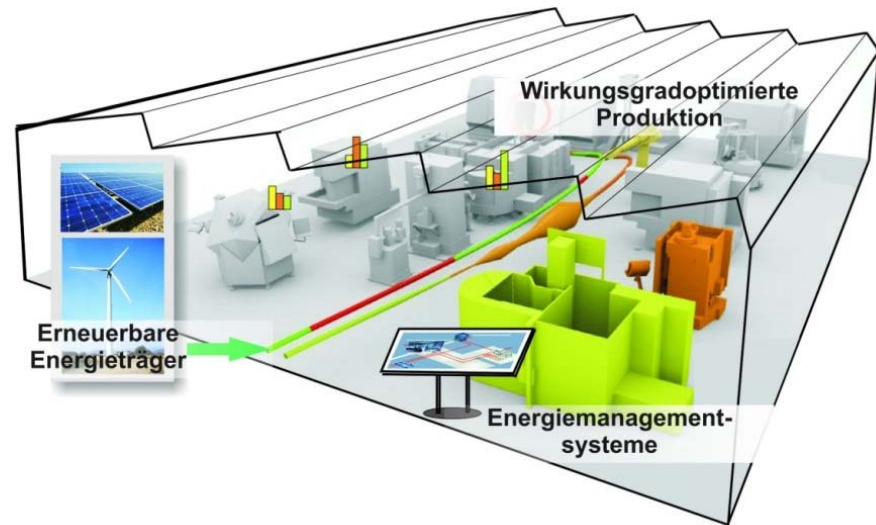 Wirkungsgradoptimierte
Produktion
Erneuerbare
Energieträger
Energiemanagement-
systeme